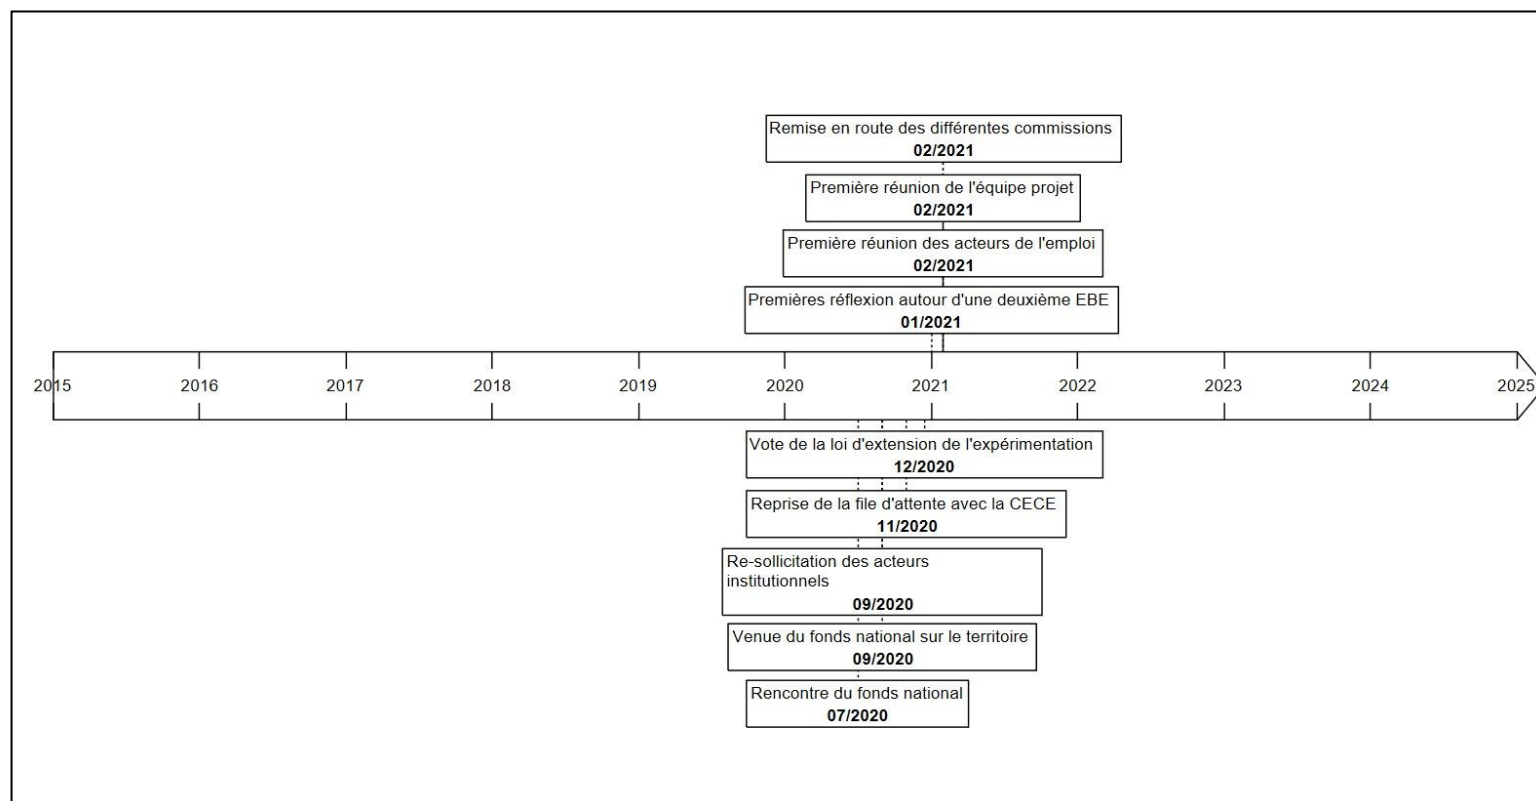 Remise en route des différentes commissions
02/2021
Première réunion de l'équipe projet
02/2021
Première réunion des acteurs de l'emploi
02/2021
Premières réflexion autour d'une deuxième EBE
01/2021
2015 2016 2017 2018 2019 2020 2021 2022 2023 2024 2025
Vote de la loi d'extension de l'expérimentation
12/2020
Reprise de la file d'attente avec la CECE
11/2020
Re-sollicitation des acteurs
institutionnels
09/2020
Venue du fonds national sur le territoire
09/2020
Rencontre du fonds national
07/2020